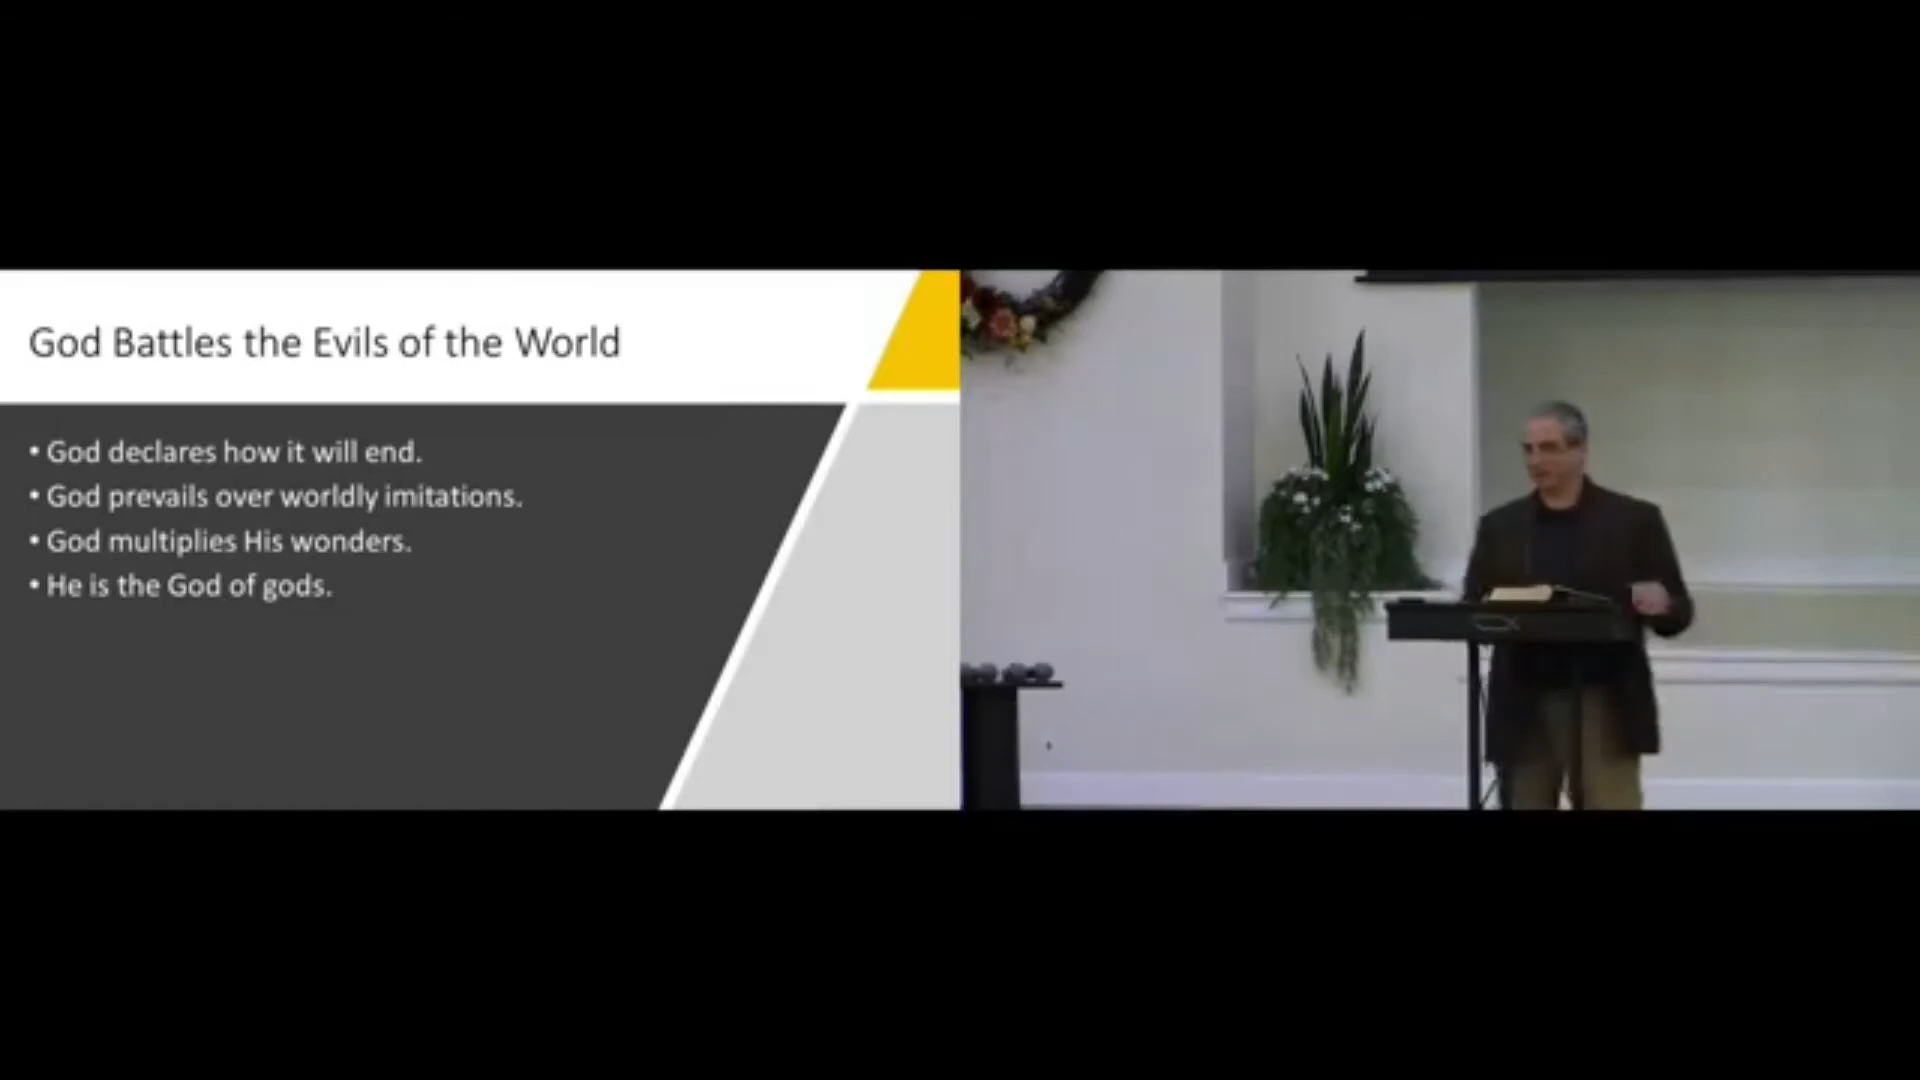 God Battles the Evils of the World
• God declares how it will end.
• God prevails over worldly imitations.
• God multiplies His wonders.
• He is the God of gods.